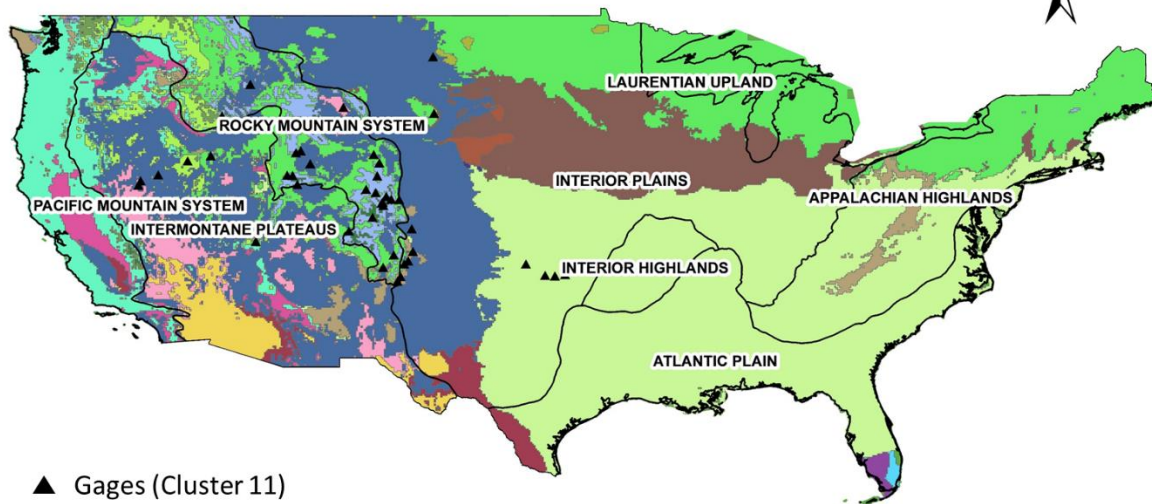 LAURENTIAN UPLAND
ROCKY MOUNTAIN SYSTEM
INTERIOR PLAINS
APPALACHIAN HIGHLANDS
PACIFIC MOUNTAIN SYSTEM
INTERMONTANE PLATEAUS
INTERIOR HIGHLANDS
ATLANTIC PLAIN
Gages (Cluster 11)